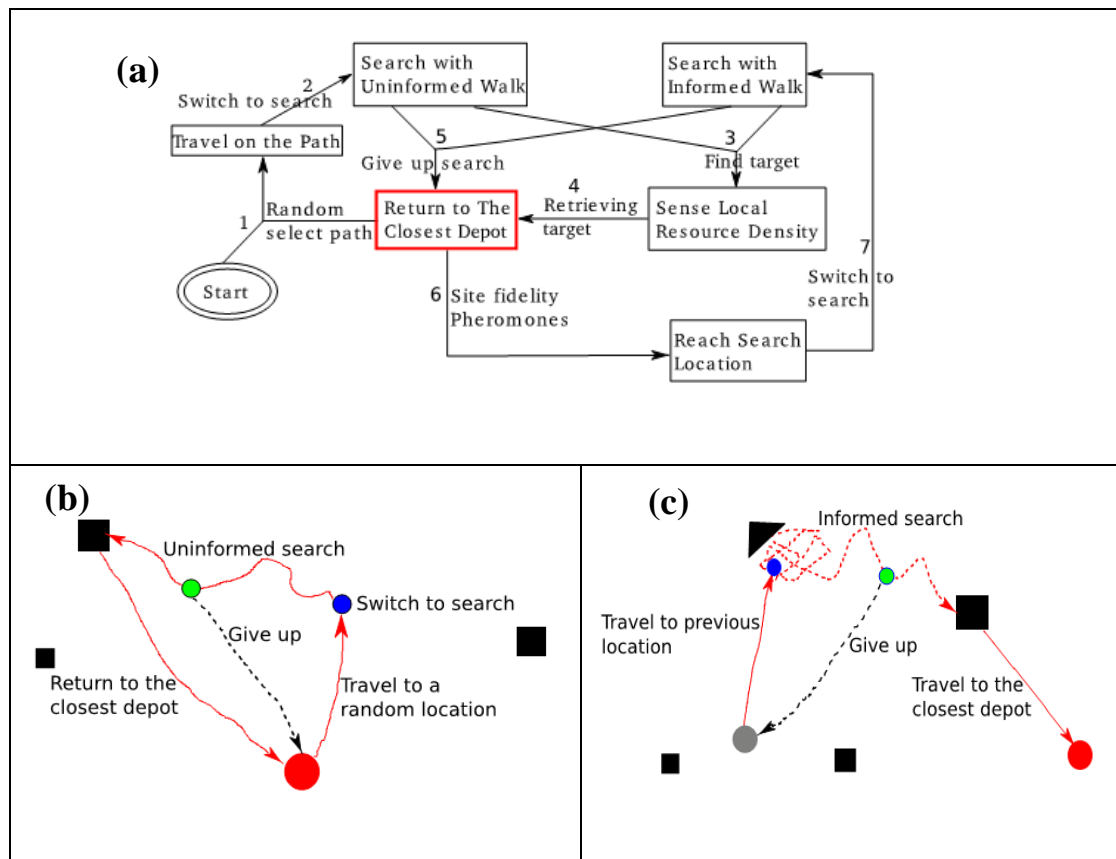 (a)
Search with
Uninformed Walk
Search with
Informed Walk
2
Switch to search
Travel on the Path
5
Give up search
3
Find target
1
Random
select path
Return to The
Closest Depot
4
Retrieving
target
Sense Local
Resource Density
7
Switch to
search
Start
6
Site fidelity
Pheromones
Reach Search
Location
(b)
Uninformed search
Switch to search
Give up
Return to the
closest depot
Travel to a
random location
(c)
Informed search
Travel to previous
location
Give up
Travel to the
closest depot